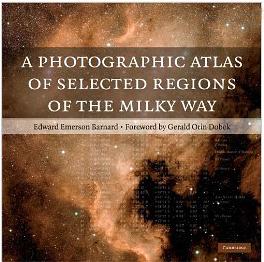 A PHOTOGRAPHIC ATLAS
OF SELECTED REGIONS
OF THE MILKY WAY
Edward Emerson Barnard • Foreword by Gerald Orin Dobek
CAMBRIDGE